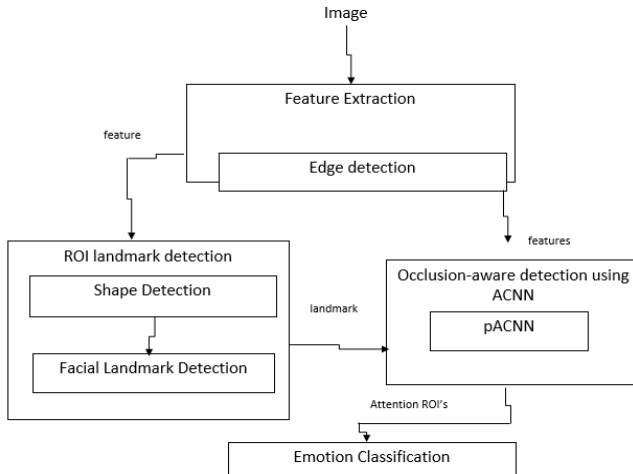 Image
Feature Extraction
feature
Edge detection
features
ROI landmark detection
Shape Detection
Facial Landmark Detection
landmark
Occlusion-aware detection using
ACNN
pACNN
Attention ROI's
Emotion Classification